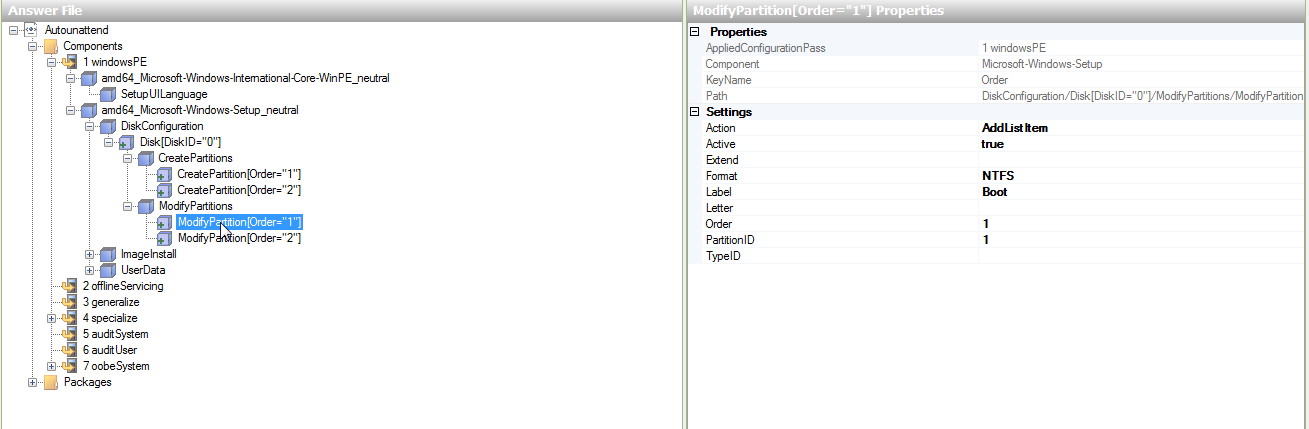 Answer File
Autounattend
Components
1 windowsPE
amd64_Microsoft-Windows-International-Core-WinPE_neutral
SetupUILanguage
amd64_Microsoft-Windows-Setup_neutral
DiskConfiguration
Disk[DiskID="0"]
CreatePartitions
CreatePartition[Order="1"]
CreatePartition[Order="2"]
ModifyPartitions
ModifyPartition[Order="1"]
ModifyPartition[Order="2"]
ImageInstall
UserData
2 offlineServicing
3 generalize
4 specialize
5 auditSystem
6 auditUser
7 oobeSystem
Packages
ModifyPartition[Order="1"] Properties
Properties
AppliedConfigurationPass 1 windowsPE
Component Microsoft-Windows-Setup
KeyName Order
Path DiskConfiguration/Disk[DiskID="0"]/ModifyPartitions/ModifyPartition
Settings
Action AddListItem
Active true
Extend
Format NTFS
Label Boot
Letter
Order 1
PartitionID 1
TypeID